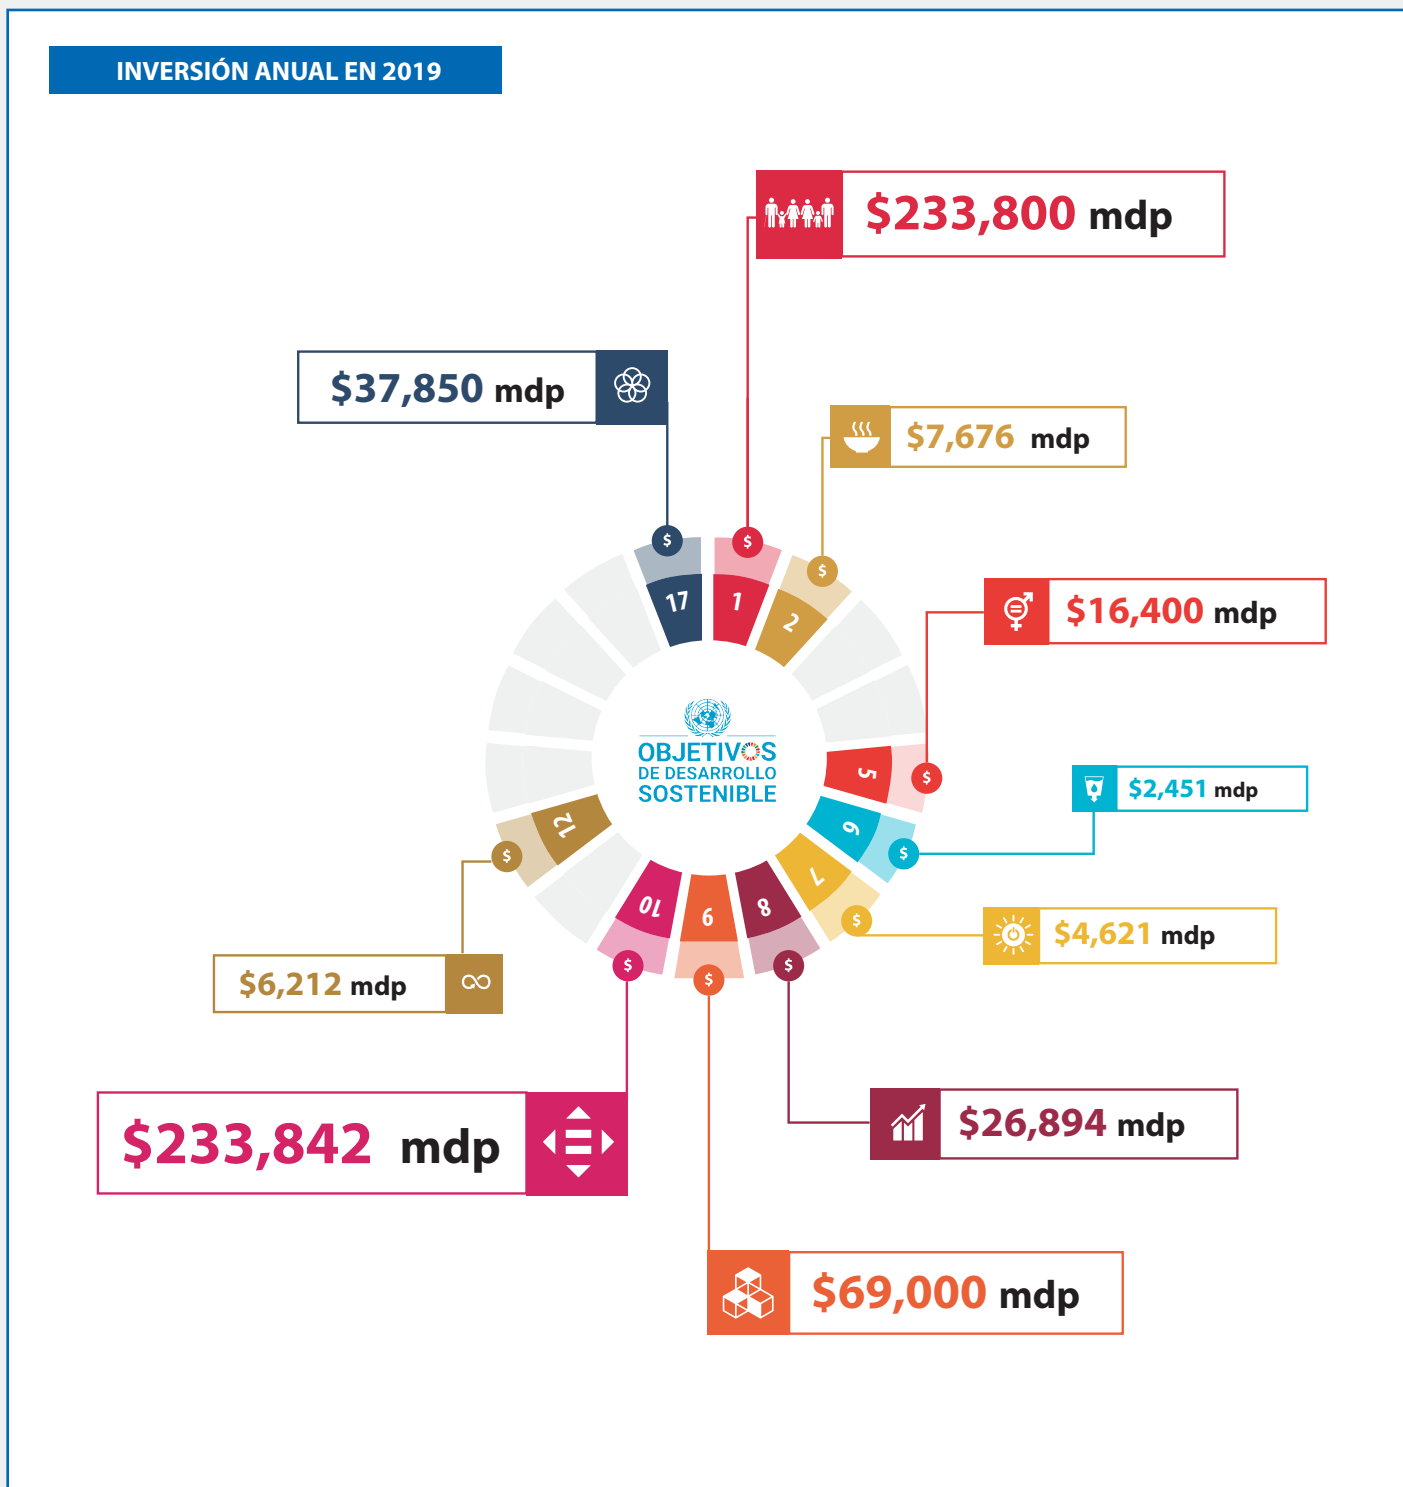 INVERSIÓN ANUAL EN 2019
$233,800 mdp
$37,850 mdp
$7,676 mdp
$ $
$
17 1
2
$16,400 mdp
OBJETIVOS
DE DESARROLLO
SOSTENIBLE
5 $
$2,451 mdp
12 6
$ $
7
10 9 8
$
$4,621 mdp
$ $ $
$6,212 mdp
$26,894 mdp
$233,842 mdp
$69,000 mdp